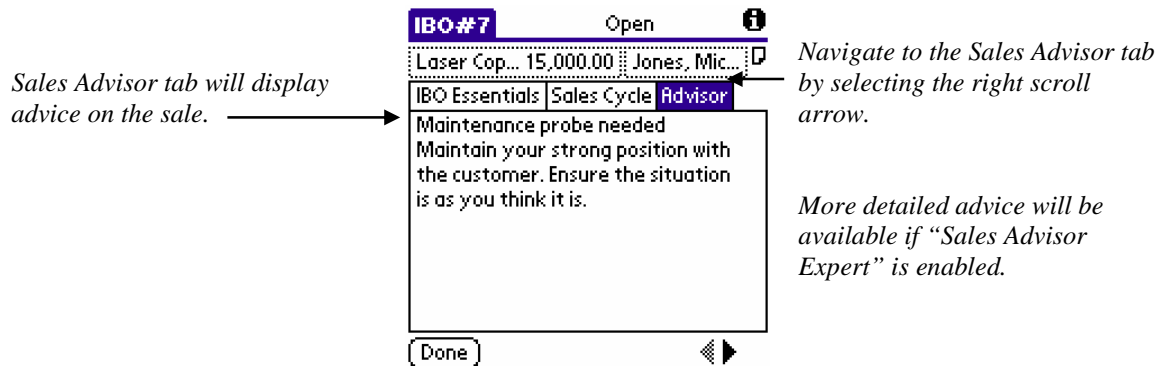 IBO#7 Open
Laser Cop... 15,000.00 Jones, Mic...
IBO Essentials Sales Cycle Advisor
Maintenance probe needed
Maintain your strong position with
the customer. Ensure the situation
is as you think it is.
Done
Sales Advisor tab will display
advice on the sale.
Navigate to the Sales Advisor tab
by selecting the right scroll
arrow.
More detailed advice will be
available if “Sales Advisor
Expert” is enabled.